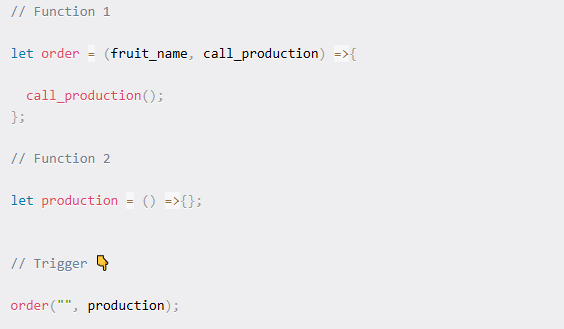 // Function 1
let order = (fruit_name, call_production) =>{
call_production();
};
// Function 2
let production = () =>{};
// Trigger 👇
order("", production);